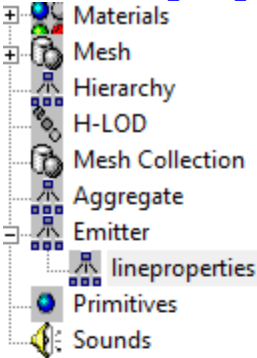 Materials
Mesh
Hierarchy
H-LOD
Mesh Collection
Aggregate
Emitter
lineproperties
Primitives
Sounds